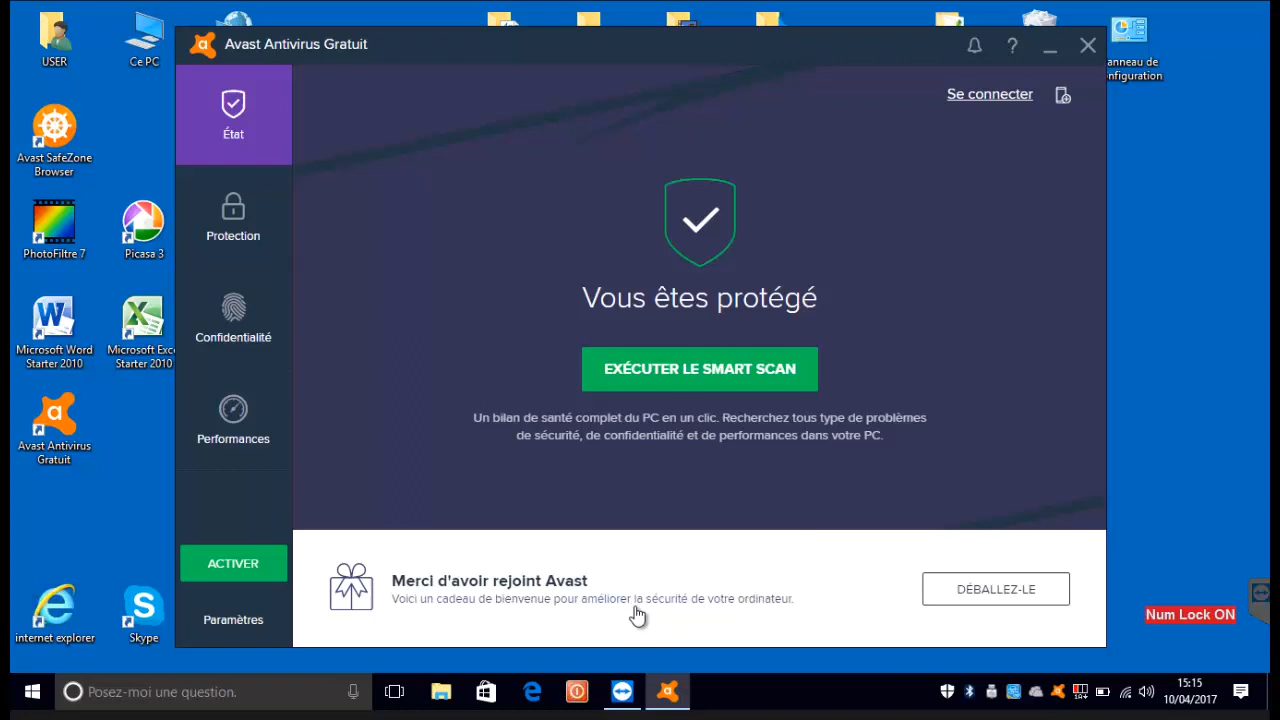 Avast Antivirus Gratuit
USER
Ce PC
anneau de
nfiguration
Se connecter
État
Avast SafeZone
Browser
Protection
PhotoFiltre 7
Picasa 3
Vous êtes protégé
Confidentialité
Microsoft Word
Starter 2010
Microsoft Exc
Starter 2010
EXÉCUTER LE SMART SCAN
Un bilan de santé complet du PC en un clic. Recherchez tous type de problèmes
de sécurité, de confidentialité et de performances dans votre PC.
Performances
Avast Antivirus
Gratuit
ACTIVER
Merci d'avoir rejoint Avast
Voici un cadeau de bienvenue pour améliorer la sécurité de votre ordinateur.
DÉBALLEZ-LE
Paramètres
Num Lock ON
internet explorer
Skype
Posez-moi une question.
15:15
10/04/2017